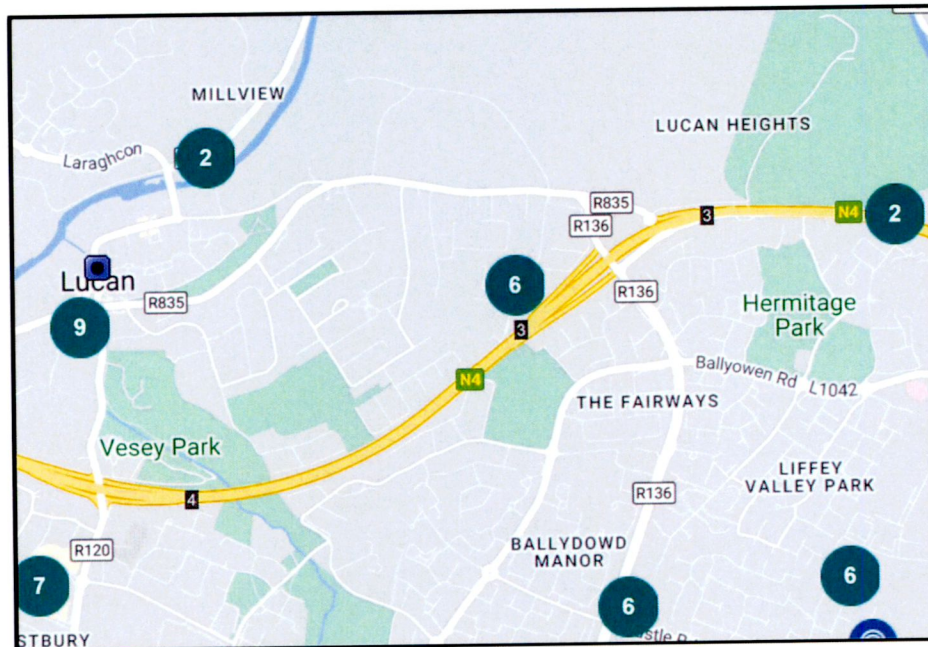 MILLVIEW
LUCAN HEIGHTS
Laraghcon
2
R835
R136
3
N4
2
Lucan
R835
6
R136
9
3
Hermitage
Park
N4
Ballyowen Rd
L1042
THE FAIRWAYS
Vesey Park
LIFFEY
VALLEY PARK
4
R136
R120
BALLYDOWD
MANOR
7
6
6
STBURY